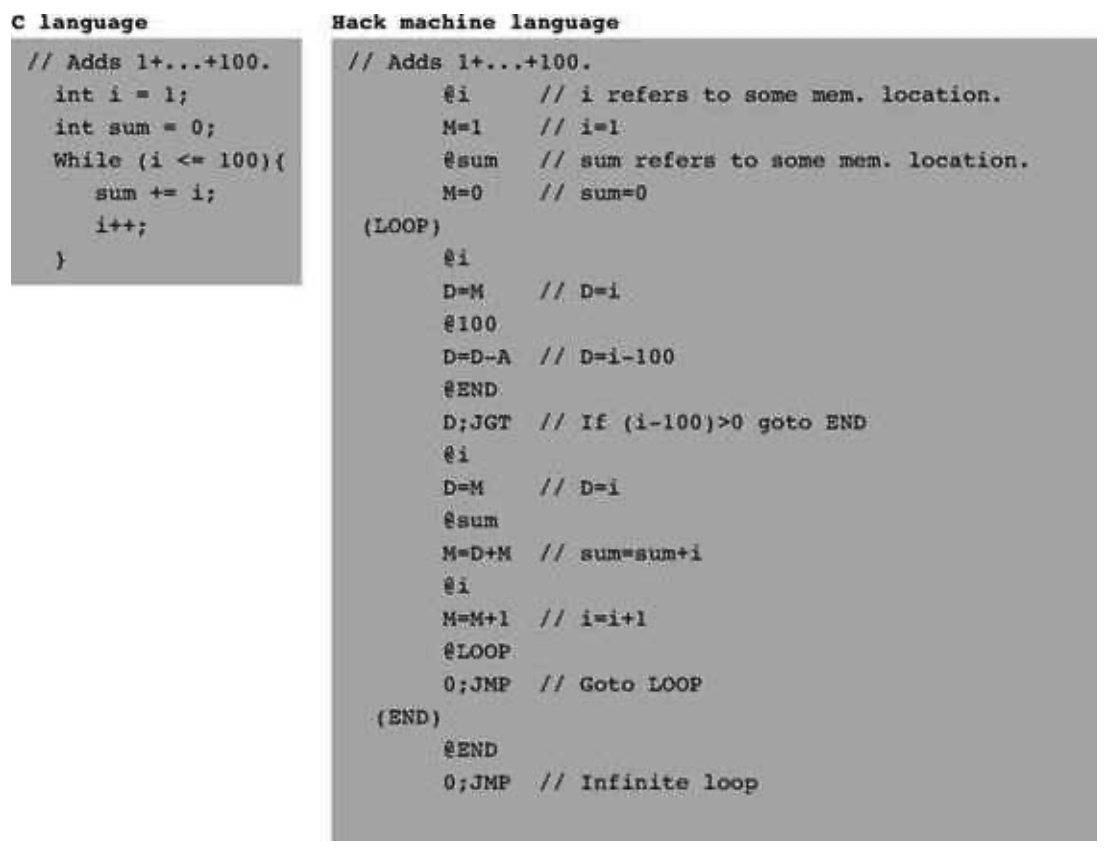 C language
// Adds 1+...+100.
int i = 1;
int sum = 0;
While (i <= 100){
sum += i;
i++;
}
Hack machine language
// Adds 1+...+100.
@i // i refers to some mem. location.
M=1 // i=1
@sum // sum refers to some mem. location.
M=0 // sum=0
(LOOP)
@i
D=M // D=i
@100
D=D-A // D=i-100
@END
D;JGT // If (i-100)>0 goto END
@i
D=M // D=i
@sum
M=D+M // sum=sum+i
@i
M=M+1 // i=i+1
@LOOP
0;JMP // Goto LOOP
(END)
@END
0;JMP // Infinite loop